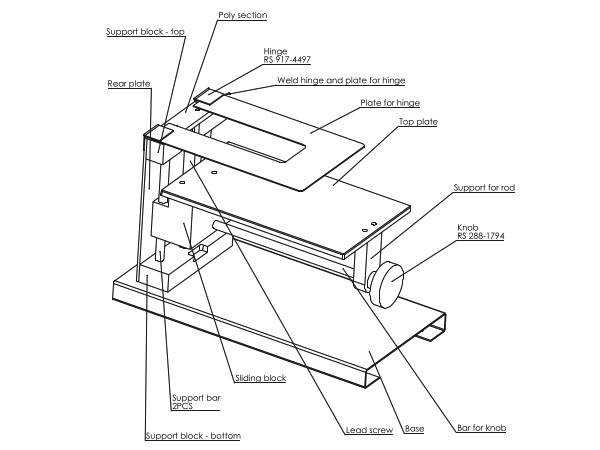 Poly section
Support block - top
Hinge
RS 917-4497
Weld hinge and plate for hinge
Rear plate
Plate for hinge
Top plate
Support for rod
Knob
RS 288-1794
Sliding block
Support bar
2PCS
Lead screw
Base
Bar for knob
Support block - bottom